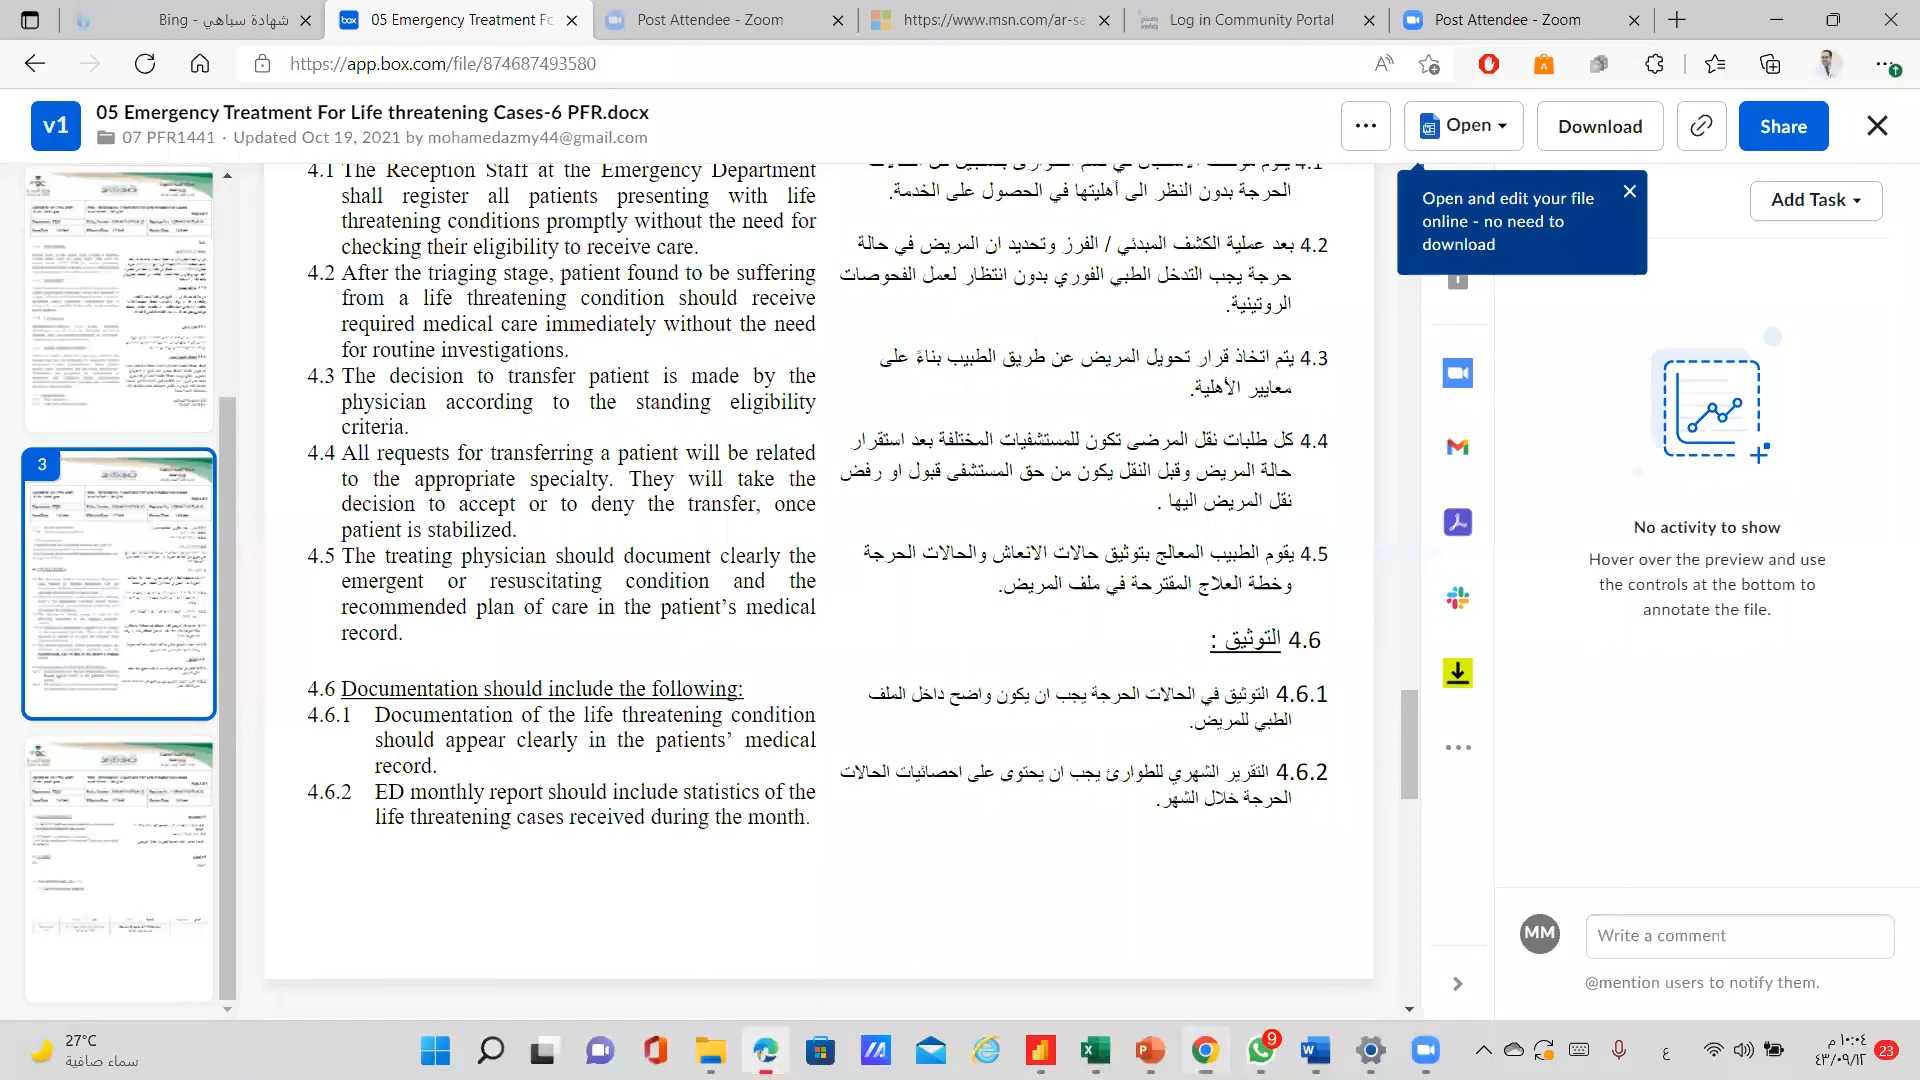 Bing - شهادة سباهي
05 Emergency Treatment Fo
Post Attendee - Zoom
https://www.msn.com/ar-sa
Log in Community Portal
Post Attendee - Zoom
https://app.box.com/file/874687493580
v1
05 Emergency Treatment For Life threatening Cases-6 PFR.docx
07 PFR1441 · Updated Oct 19, 2021 by mohamedazmy44@gmail.com
Open
Download
Share
Open and edit your file
online - no need to
download
Add Task
3
4.1 The Reception Staff at the Emergency Department
shall register all patients presenting with life
threatening conditions promptly without the need for
checking their eligibility to receive care.
4.2 After the triaging stage, patient found to be suffering
from a life threatening condition should receive
required medical care immediately without the need
for routine investigations.
4.3 The decision to transfer patient is made by the
physician according to the standing eligibility
criteria.
4.4 All requests for transferring a patient will be related
to the appropriate specialty. They will take the
decision to accept or to deny the transfer, once
patient is stabilized.
4.5 The treating physician should document clearly the
emergent or resuscitating condition and the
recommended plan of care in the patient’s medical
record.
4.6 Documentation should include the following:
4.6.1 Documentation of the life threatening condition
should appear clearly in the patients’ medical
record.
4.6.2 ED monthly report should include statistics of the
life threatening cases received during the month.
الحرجة بدون النظر الى أهليتها في الحصول على الخدمة.
4.2 بعد عملية الكشف المبدئي / الفرز وتحديد ان المريض في حالة
حرجة يجب التدخل الطبي الفوري بدون انتظار لعمل الفحوصات
الروتينية.
4.3 يتم اتخاذ قرار تحويل المريض عن طريق الطبيب بناءً على
معايير الأهلية.
4.4 كل طلبات نقل المرضى تكون للمستشفيات المختلفة بعد استقرار
حالة المريض وقبل النقل يكون من حق المستشفى قبول او رفض
نقل المريض اليها .
4.5 يقوم الطبيب المعالج بتوثيق حالات الانعاش والحالات الحرجة
وخطة العلاج المقترحة في ملف المريض.
4.6 التوثيق :
4.6.1 التوثيق في الحالات الحرجة يجب ان يكون واضح داخل الملف
الطبي للمريض.
4.6.2 التقرير الشهري للطوارئ يجب ان يحتوى على احصائيات الحالات
الحرجة خلال الشهر.
No activity to show
Hover over the preview and use
the controls at the bottom to
annotate the file.
MM
Write a comment
@mention users to notify them.
27°C
سماء صافية
9
ع
١٠:٠٤ م
٤٣/٠٩/١٢
23